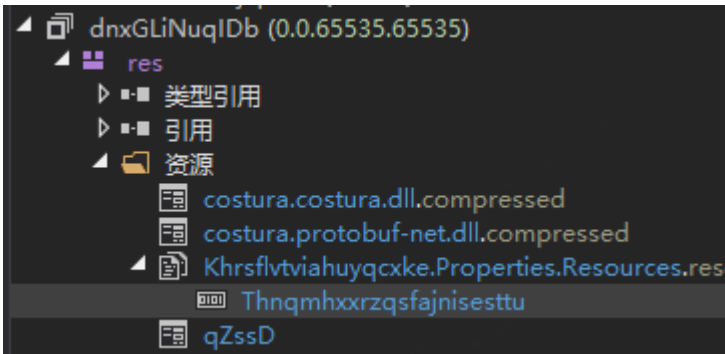 dnxGLiNuqIDb (0.0.65535.65535)
res
类型引用
引用
资源
costura.costura.dll.compressed
costura.protobuf-net.dll.compressed
Khrsflvtviahuyqcxke.Properties.Resources.res
Thnqmhxxrzqsfajnisesttu
qZssD